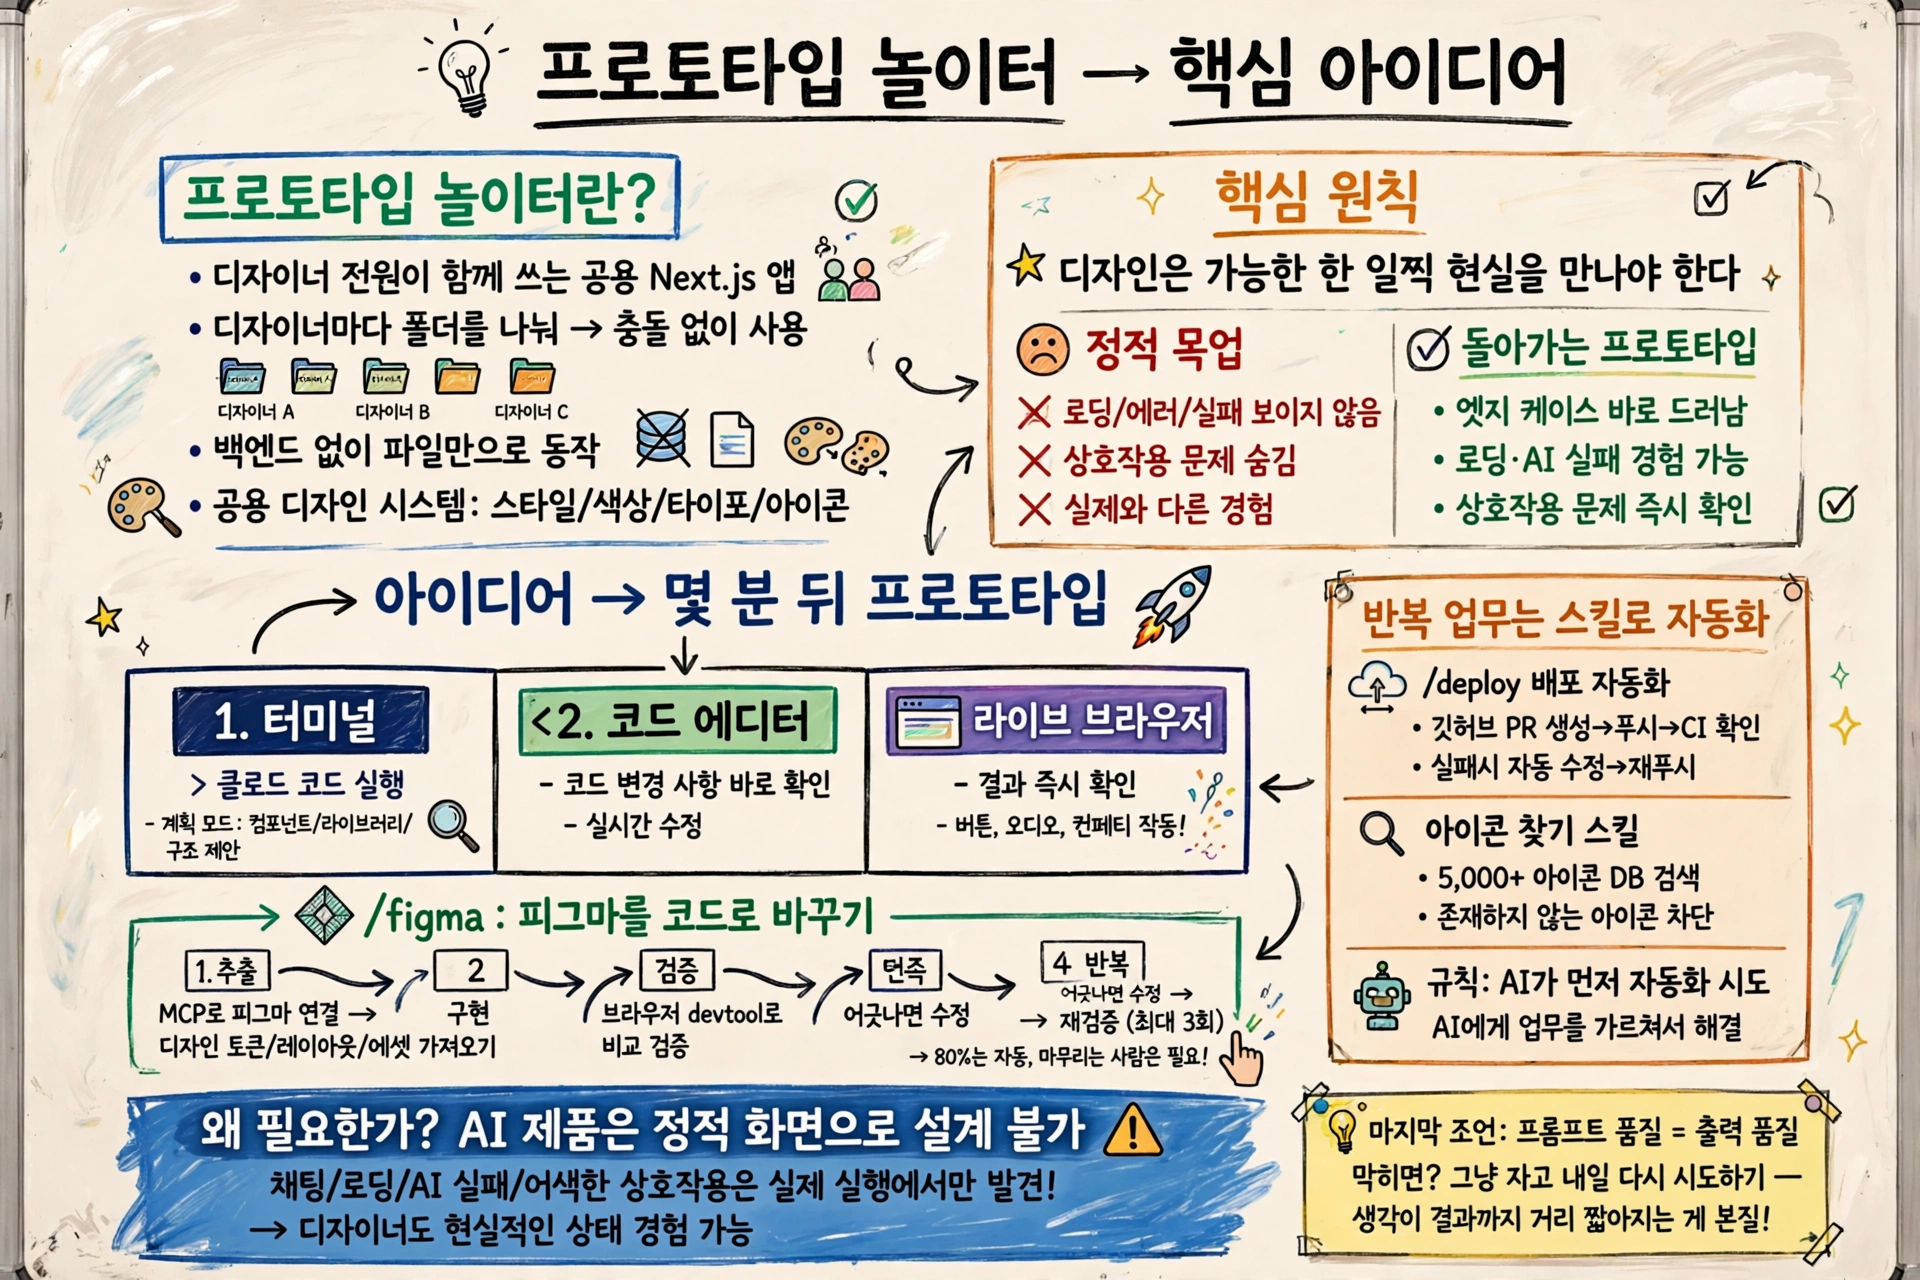 프로토타입 놀이터 → 핵심 아이디어
프로토타입 놀이터란?
• 디자이너 전원이 함께 쓰는 공용 Next.js 앱
• 디자이너마다 폴더를 나눠 → 충돌 없이 사용
디자이너 A
디자이너 B
디자이너 C
• 백엔드 없이 파일만으로 동작
• 공용 디자인 시스템: 스타일/색상/타이포/아이콘
핵심 원칙
디자인은 가능한 한 일찍 현실을 만나야 한다
정적 목업
로딩/에러/실패 보이지 않음
상호작용 문제 숨김
실제와 다른 경험
돌아가는 프로토타입
• 엣지 케이스 바로 드러남
• 로딩·AI 실패 경험 가능
• 상호작용 문제 즉시 확인
아이디어 → 몇 분 뒤 프로토타입
1. 터미널
> 클로드 코드 실행
- 계획 모드: 컴포넌트/라이브러리/
구조 제안
<2. 코드 에디터
- 코드 변경 사항 바로 확인
- 실시간 수정
라이브 브라우저
- 결과 즉시 확인
- 버튼, 오디오, 컨페티 작동!
/figma : 피그마를 코드로 바꾸기
1. 추출
MCP로 피그마 연결 →
디자인 토큰/레이아웃/에셋 가져오기
2
구현
검증
브라우저 devtool로
비교 검증
턴족
어긋나면 수정
4 반복
어긋나면 수정 →
→ 재검증 (최대 3회)
→ 80%는 자동, 마무리는 사람은 필요!
반복 업무는 스킬로 자동화
/deploy 배포 자동화
• 깃허브 PR 생성→푸시→CI 확인
• 실패시 자동 수정→재푸시
아이콘 찾기 스킬
• 5,000+ 아이콘 DB 검색
• 존재하지 않는 아이콘 차단
규칙: AI가 먼저 자동화 시도
AI에게 업무를 가르쳐서 해결
왜 필요한가? AI 제품은 정적 화면으로 설계 불가
채팅/로딩/AI 실패/어색한 상호작용은 실제 실행에서만 발견!
→ 디자이너도 현실적인 상태 경험 가능
마지막 조언: 프롬프트 품질 = 출력 품질
막히면? 그냥 자고 내일 다시 시도하기 —
생각이 결과까지 거리 짧아지는 게 본질!